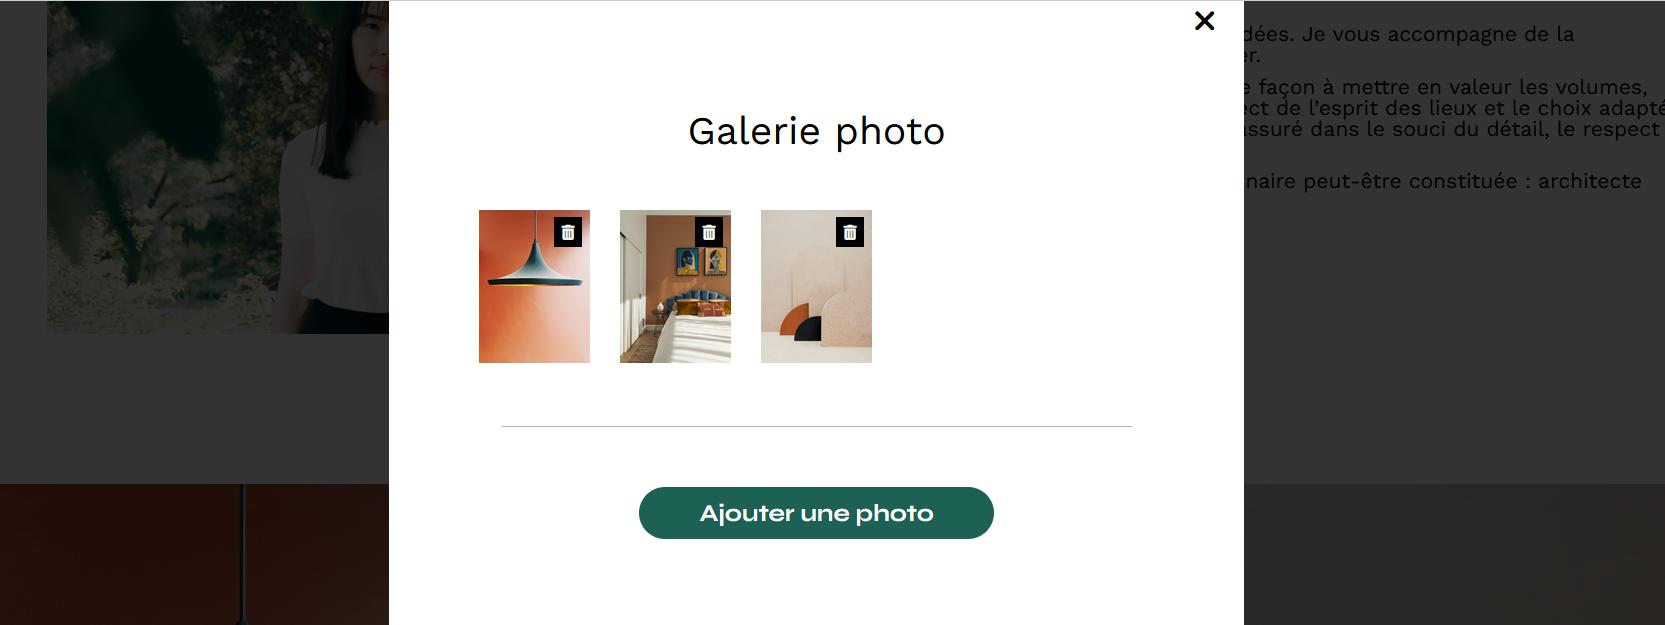 dées. Je vous accompagne de la
er.
Galerie photo
e façon à mettre en valeur les volumes,
ect de l’esprit des lieux et le choix adapté
assuré dans le souci du détail, le respect
naire peut-être constituée : architecte
Ajouter une photo